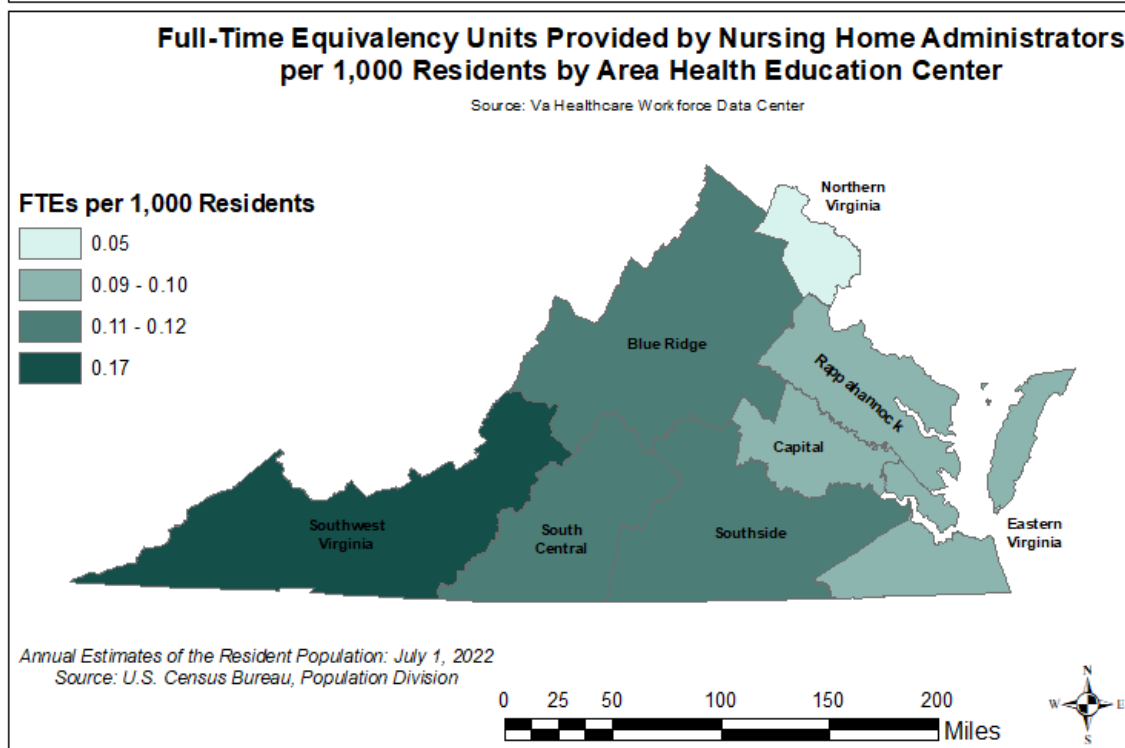 Full-Time Equivalency Units Provided by Nursing Home Administrators
per 1,000 Residents by Area Health Education Center
Source: Va Healthcare Workforce Data Center
FTEs per 1,000 Residents
0.05
0.09 - 0.10
0.11 - 0.12
0.17
Northern
Virginia
Blue Ridge
Rappahannock
Capital
Southwest
Virginia
South
Central
Southside
Eastern
Virginia
Annual Estimates of the Resident Population: July 1, 2022
Source: U.S. Census Bureau, Population Division
0 25 50 100 150 200
Miles
N
W E
S